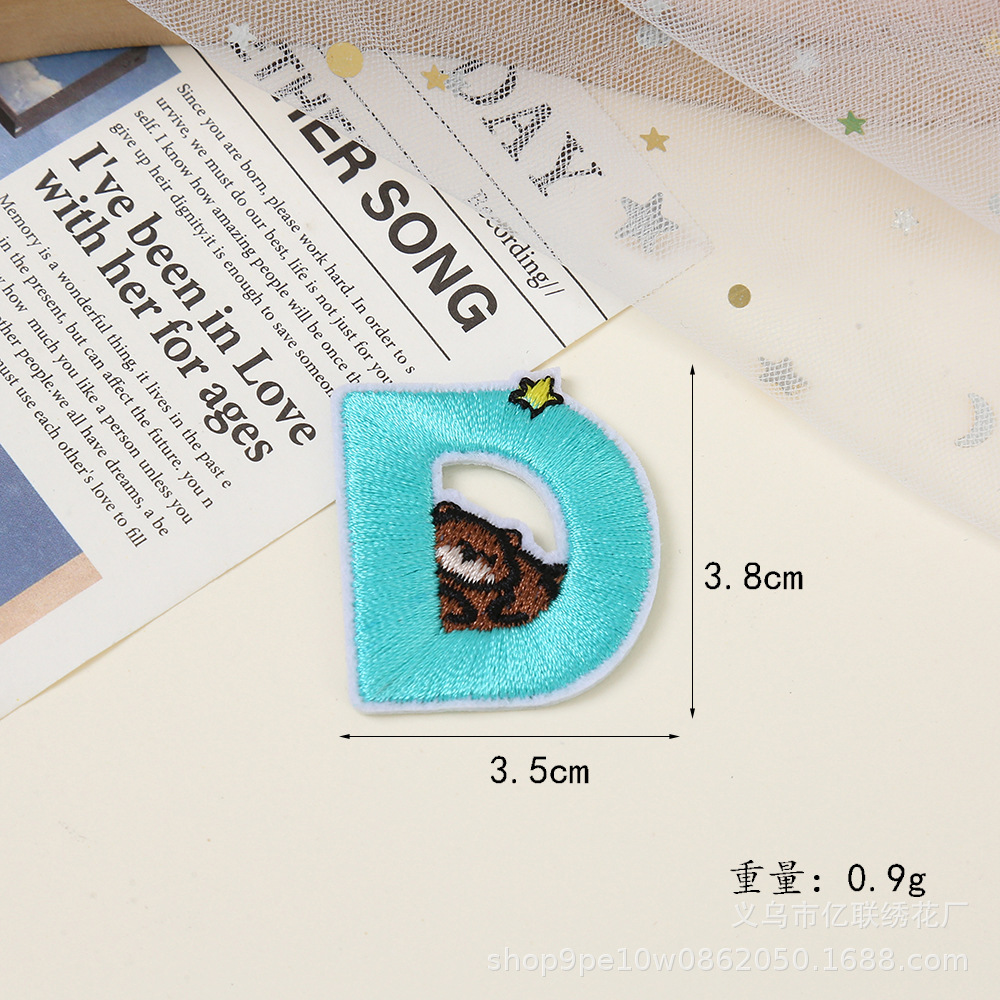 DAY
HER SONG
Recording//
Since you are born, please work hard. In order to s
urvive, we must do our best, life is not just for you
self. I know how amazing people will be once th
give up heir dignity.it is enough to save someon
I've been in Love
with her for ages
Memory is a wonderful thing, it lives in the past e
in the present, but can affect the future, you n
how much you like a person unless you
other people.we all have dreams, a be
must use each other's love to fill
D
3.8cm
3.5cm
重量：0.9g
义乌市亿联绣花厂
shop9pe10w0862050.1688.com